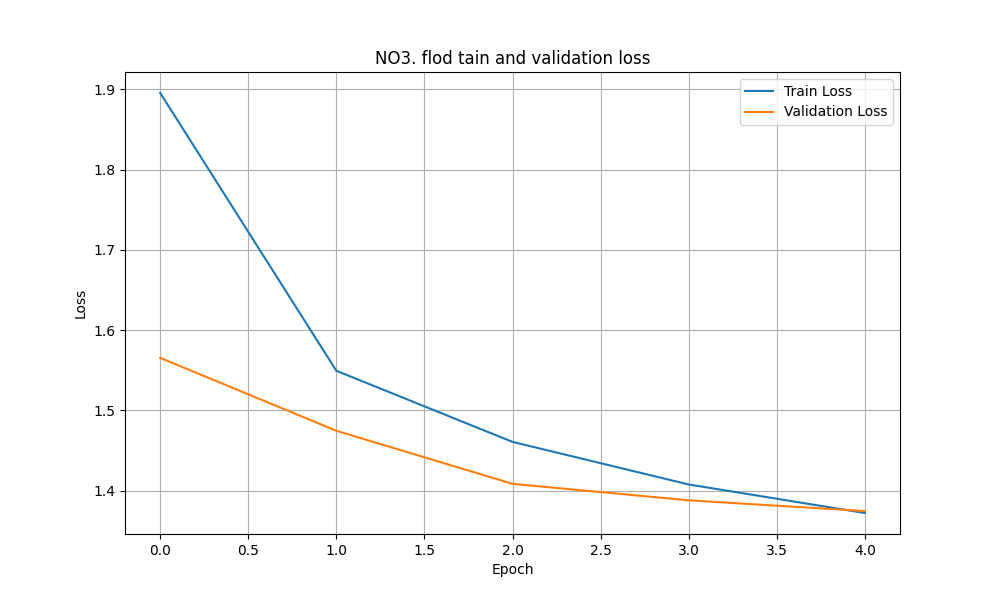 NO3. flod tain and validation loss
Train Loss
Validation Loss
1.9
1.8
1.7
1.6
1.5
1.4
Loss
0.0 0.5 1.0 1.5 2.0 2.5 3.0 3.5 4.0
Epoch